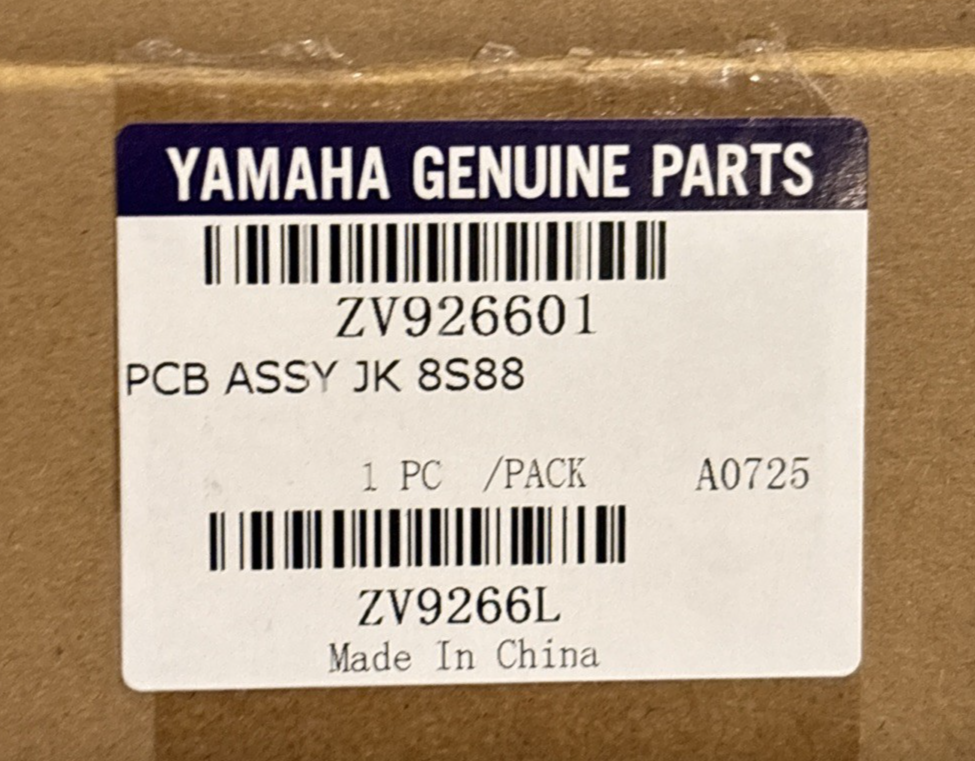 YAMAHA GENUINE PARTS
ZV926601
PCB ASSY JK 8S88
1 PC /PACK A0725
ZV9266L
Made In China